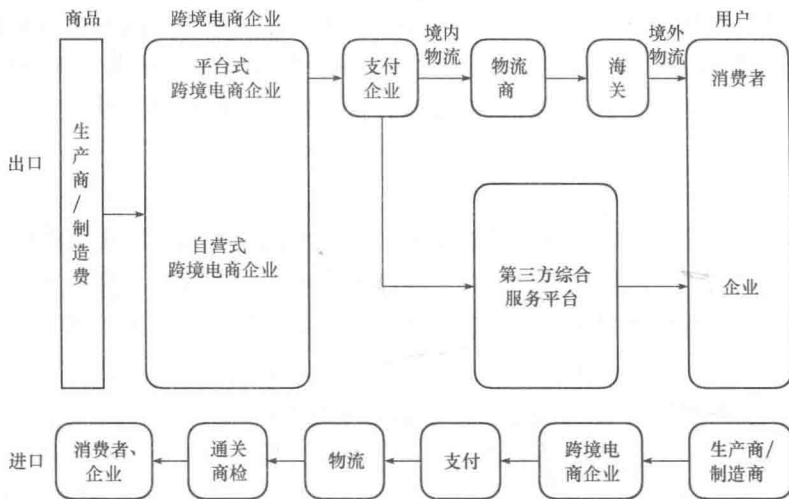 商品
跨境电商企业
用户
出口
生产商/制造费
平台式
跨境电商企业
自营式
跨境电商企业
支付
企业
境内
物流
物流
商
海
关
境外
物流
第三方综合
服务平台
消费者
企业
进口
消费者、
企业
通关
商检
物流
支付
跨境电
商企业
生产商/
制造商